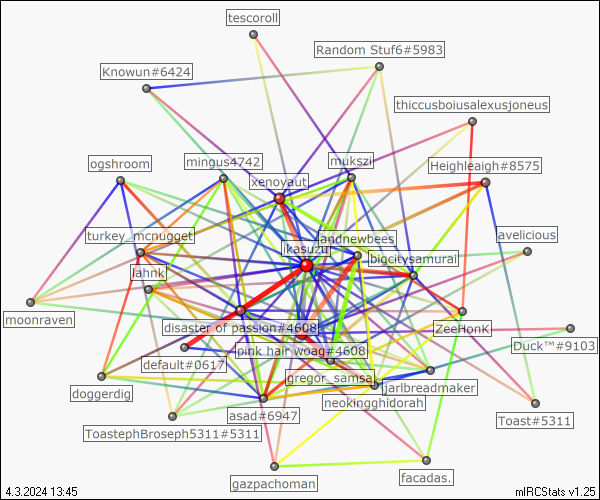 tescoroll
Random Stuf6#5983
Knowun#6424
thiccusboiusalexusjoneus
ogshroom
mingus4742
mukszi
Heighleaigh#8575
xenoyaut
turkey_mcnugget
andnewbees
avelicious
ikasuzu
bigcitysamurai
lahnk
moonraven
disaster of passion#4608
ZeeHonK
Duck™#9103
default#0617
pink hair woag#4608
gregor_samsa
jarlbreadmaker
doggerdig
neokingghidorah
asad#6947
Toast#5311
ToastephBroseph5311#5311
gazpachoman
facadas.
4.3.2024 13:45
mIRCStats v1.25